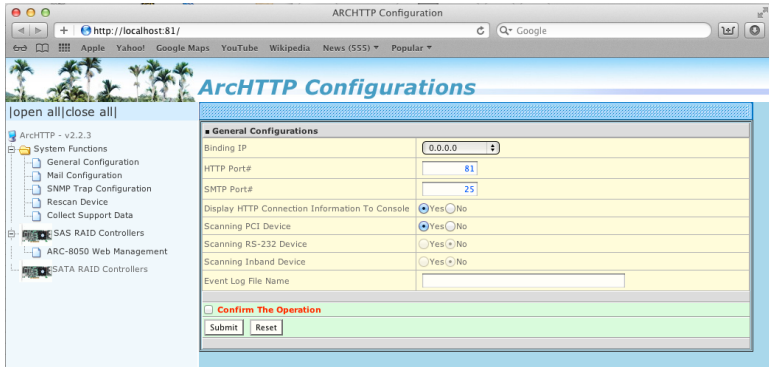 ARCHTTP Configuration
http://localhost:81/
Google
Apple Yahoo! Google Maps YouTube Wikipedia News (555) Popular
ArcHTTP Configurations
|open all|close all|
ArcHTTP - v2.2.3
System Functions
General Configuration
Mail Configuration
SNMP Trap Configuration
Rescan Device
Collect Support Data
SAS RAID Controllers
ARC-8050 Web Management
SATA RAID Controllers
General Configurations
Binding IP 0.0.0.0
HTTP Port# 81
SMTP Port# 25
Display HTTP Connection Information To Console Yes No
Scanning PCI Device Yes No
Scanning RS-232 Device Yes No
Scanning Inband Device Yes No
Event Log File Name
Confirm The Operation
Submit Reset